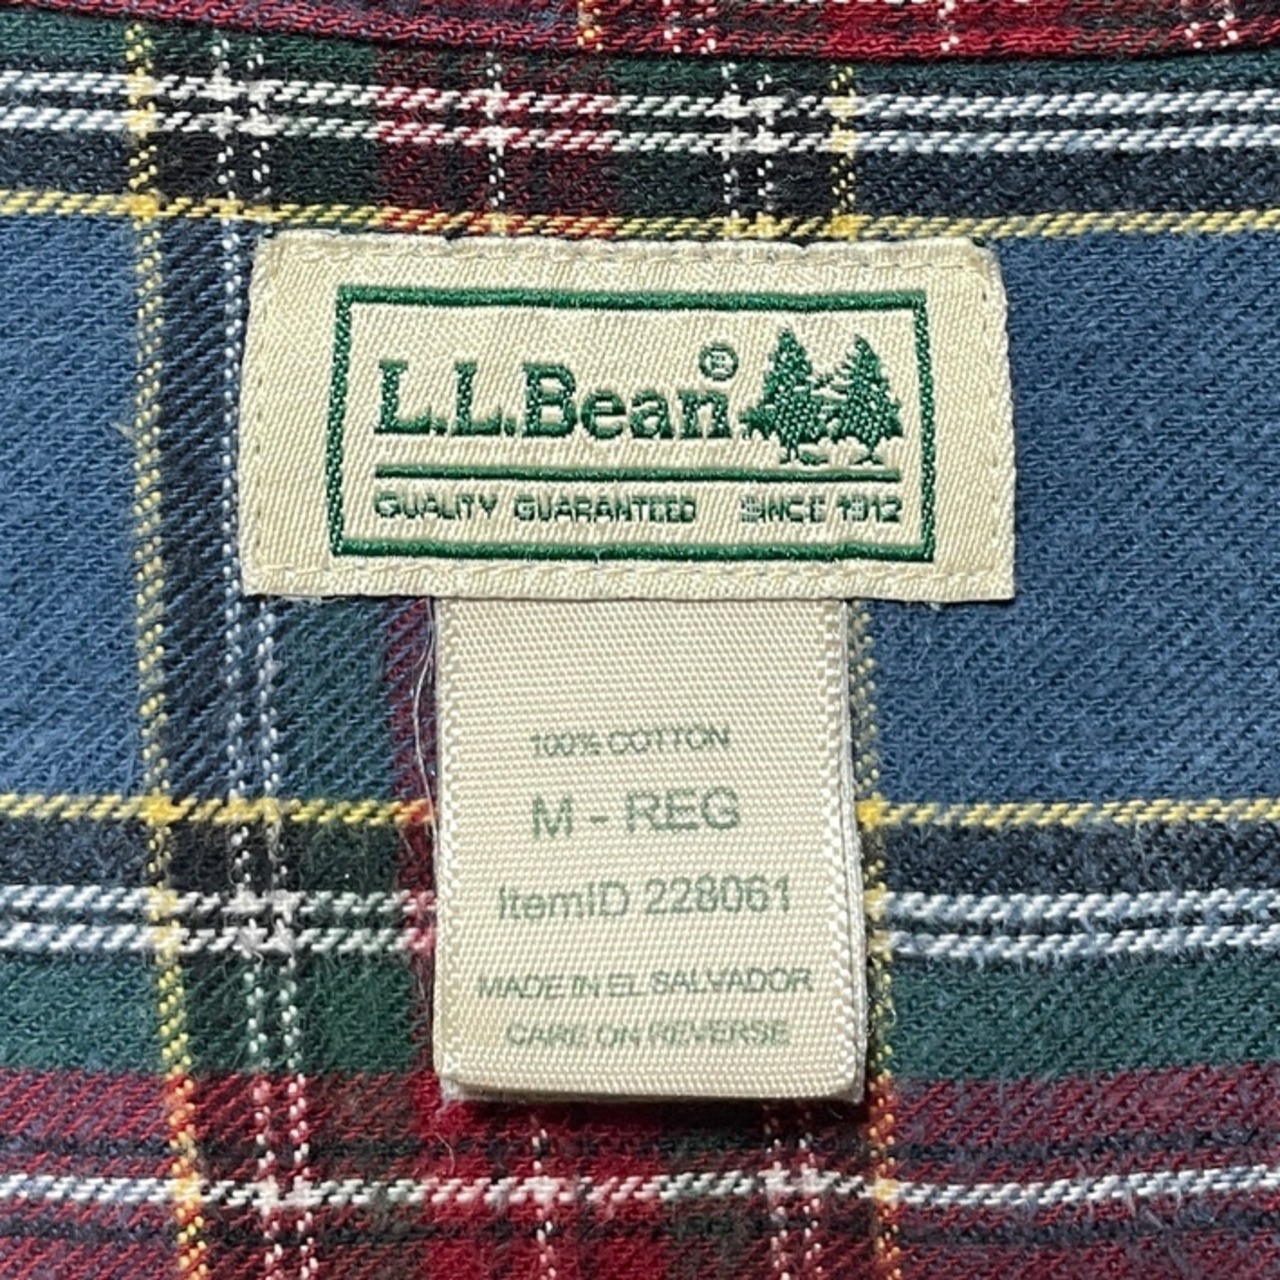 L.L.Bean®
QUALITY GUARANTEED SINCE 1912
100% COTTON
M - REG
ItemID 228061
MADE IN EL SALVADOR
CARE ON REVERSE